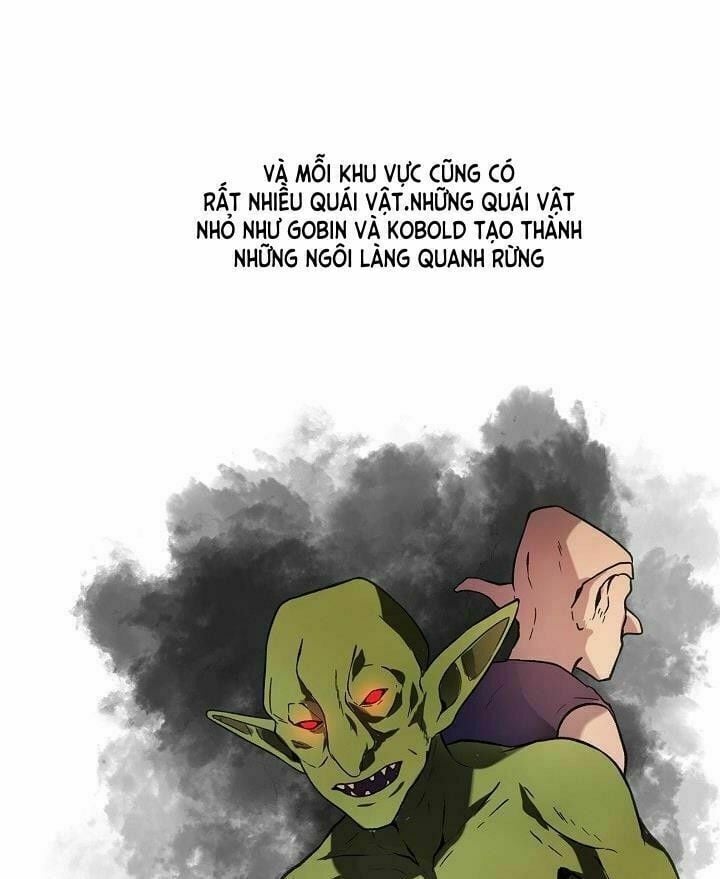 VÀ MỖI KHU VỰC CŨNG CÓ
RẤT NHIỀU QUÁI VẬT.NHỮNG QUÁI VẬT
NHỎ NHƯ GOBIN VÀ KOBOLD TẠO THÀNH
NHỮNG NGÔI LÀNG QUANH RỪNG